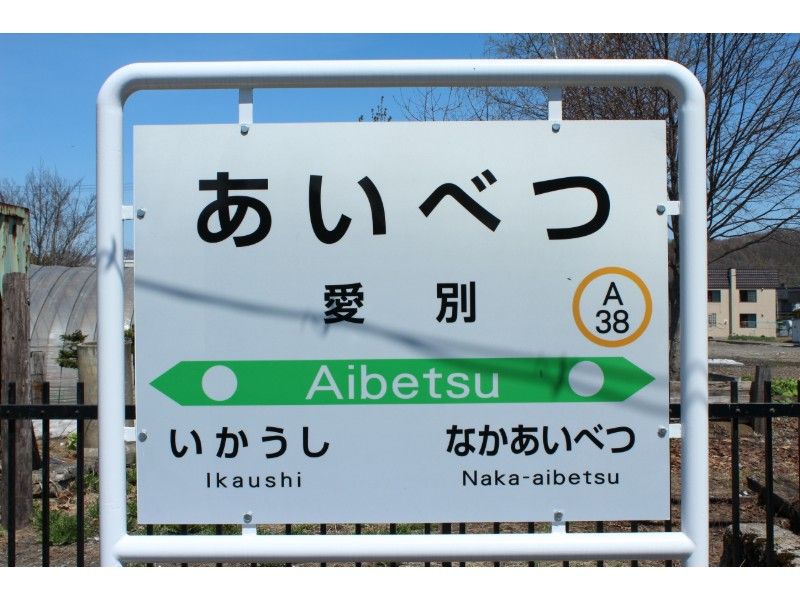 あいべつ
愛別
A
38
Aibetsu
いかうし なかあいべつ
Ikaushi Naka-aibetsu